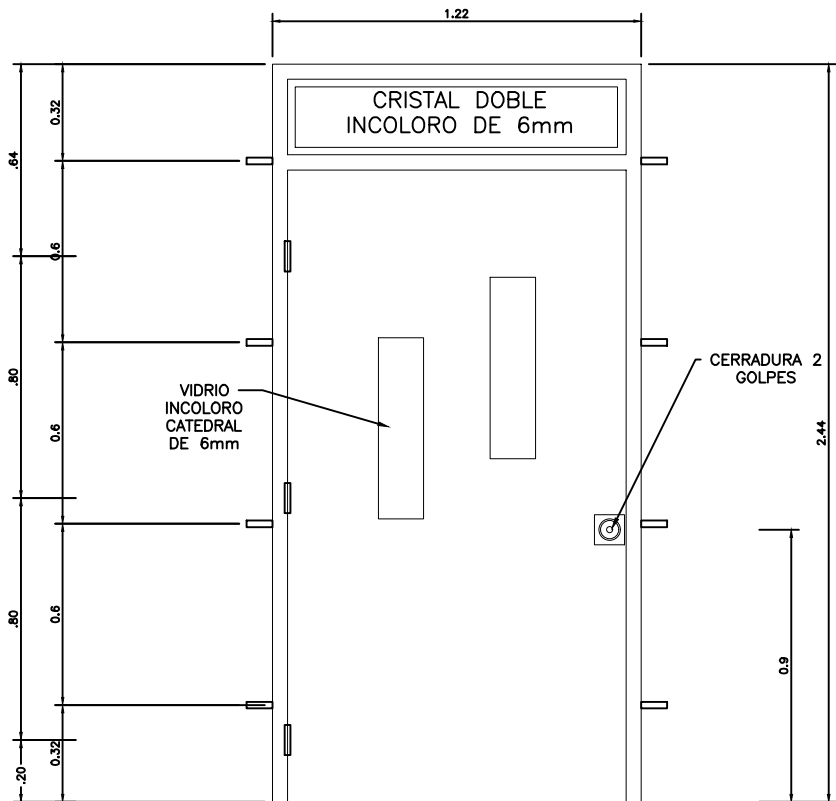 1.22
CRISTAL DOBLE
INCOLORO DE 6mm
0.32
.64
0.6
.80
0.6
VIDRIO
INCOLORO
CATEDRAL
DE 6mm
CERRADURA 2
GOLPES
2.44
.80
0.6
0.9
0.32
.20